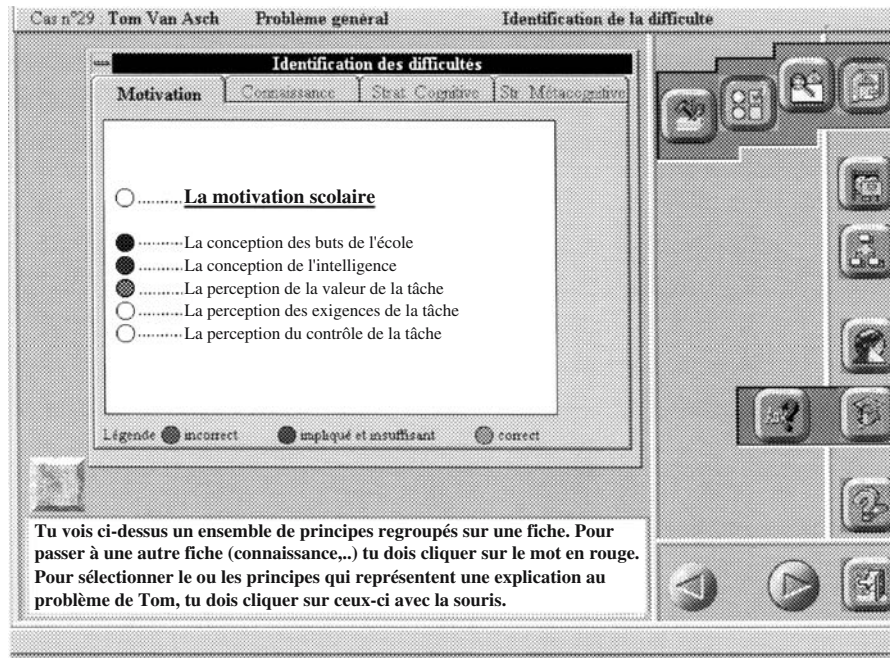 Cas n°29 : Tom Van Asch Problème genéral Identification de la difficulte
Identification des difficultés
Motivation Connaissance Strat. Cognitive Str. Métacognitive
La motivation scolaire
La conception des buts de l'école
La conception de l'intelligence
La perception de la valeur de la tâche
La perception des exigences de la tâche
La perception du contrôle de la tâche
Légende incorrect impliqué et insuffisant correct
Tu vois ci-dessus un ensemble de principes regroupés sur une fiche. Pour
passer à une autre fiche (connaissance,..) tu dois cliquer sur le mot en rouge.
Pour sélectionner le ou les principes qui représentent une explication au
problème de Tom, tu dois cliquer sur ceux-ci avec la souris.